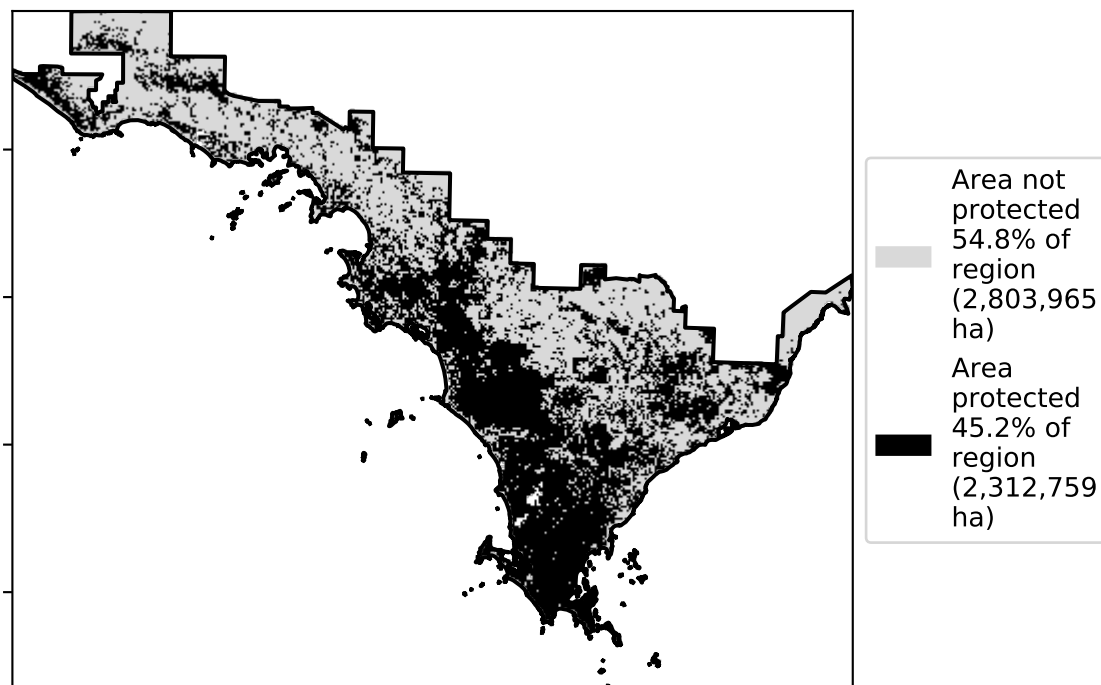 Area not
protected
54.8% of
region
(2,803,965
ha)
Area
protected
45.2% of
region
(2,312,759
ha)